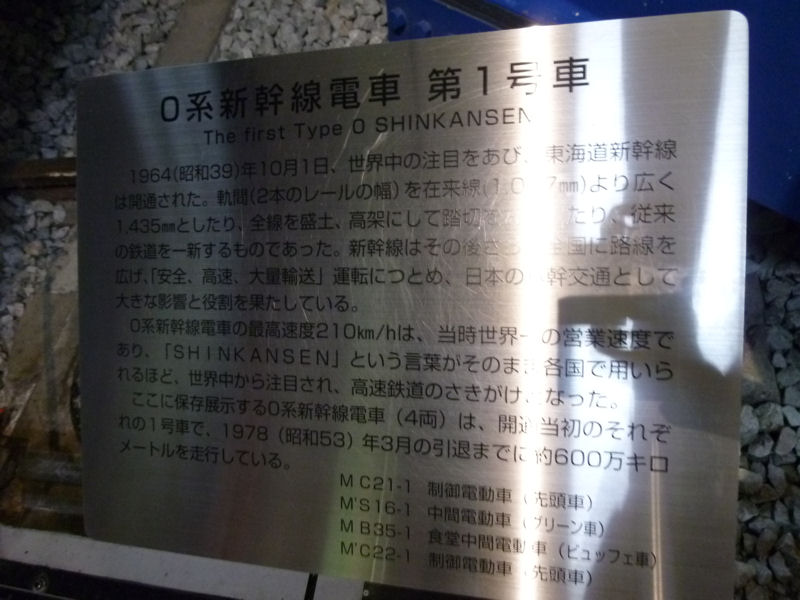 0系新幹線電車 第1号車
The first Type 0 SHINKANSEN
1964(昭和39)年10月1日、世界中の注目をあび、東海道新幹線
は開通された。軌間(2本のレールの幅)を在来線(1,0 7㎜)より広く
1,435㎜としたり、全線を盛土、高架にして踏切を たり、従来
の鉄道を一新するものであった。新幹線はその後さ 全国に路線を
広げ、「安全、高速、大量輸送」運転につとめ、日本の 幹交通として
大きな影響と役割を果たしている。
0系新幹線電車の最高速度210km/hは、当時世界一の営業速度で
あり、「SHINKANSEN」という言葉がそのまま各国で用いら
れるほど、世界中から注目され、高速鉄道のさきがけとなった。
ここに保存展示する0系新幹線電車(4両)は、開通当初のそれぞ
れの1号車で、1978(昭和53)年3月の引退までに約600万キロ
メートルを走行している。
MC21-1 制御電動車(先頭車)
M'S16-1 中間電動車(グリーン車)
MB35-1 食堂中間電動車(ビュッフェ車)
M'C22-1 制御電動車(先頭車)